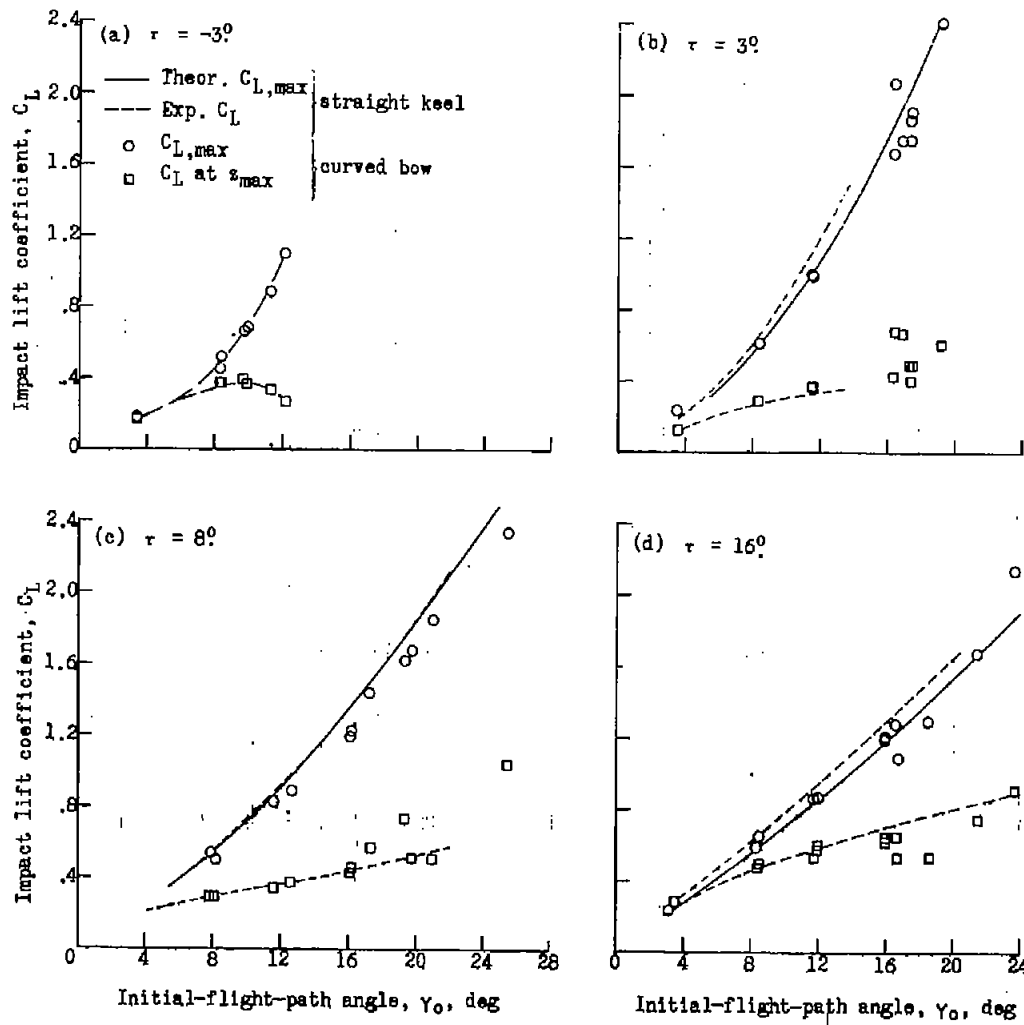 2.4
(a) τ = -3°.
(b) τ = 3°.
Theor. C_L,max
Exp. C_L
straight keel
C_L,max
C_L at z_max
curved bow
2.0
1.6
1.2
.8
.4
0
Impact lift coefficient, C_L
2.4
(c) τ = 8°.
(d) τ = 16°.
2.0
1.6
1.2
.8
.4
0
Impact lift coefficient, C_L
4 8 12 16 20 24 28
0 4 8 12 16 20 24
Initial-flight-path angle, γ_o, deg
Initial-flight-path angle, γ_o, deg